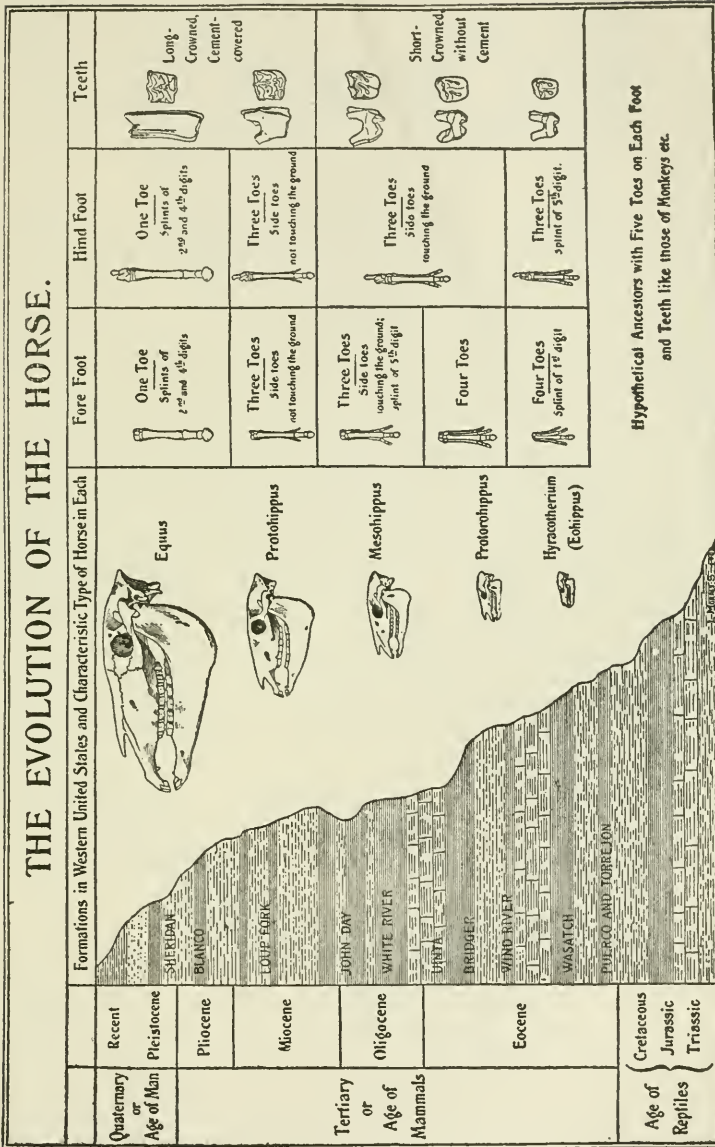 THE EVOLUTION OF THE HORSE.
Formations in Western United States and Characteristic Type of Horse in Each
Fore Foot
Hind Foot
Teeth
Quaternary
or
Age of Man
Recent
Pleistocene
SHERIDAN
Equus
One Toe
Splints of
2nd and 4th digits
One Toe
Splints of
2nd and 4th digits
Long-
Crowned,
Cement-
covered
Tertiary
or
Age of
Mammals
Pliocene
BLANCO
Miocene
LOUP FORK
Protohippus
Three Toes
Side toes
not touching the ground
Three Toes
Side toes
not touching the ground
JOHN DAY
Oligocene
WHITE RIVER
Mesohippus
Three Toes
Side toes
touching the ground;
splint of 5th digit
Three Toes
Side toes
touching the ground
Short-
Crowned,
without
Cement
Eocene
UINTA
BRIDGER
Protorohippus
Four Toes
WIND RIVER
WASATCH
Hyracotherium
(Eohippus)
Four Toes
Splint of 1st digit
Three Toes
Splint of 5th digit.
PUERCO AND TORREJON
Age of
Reptiles
Cretaceous
Jurassic
Triassic
Hypothetical Ancestors with Five Toes on Each Foot
and Teeth like those of Monkeys etc.